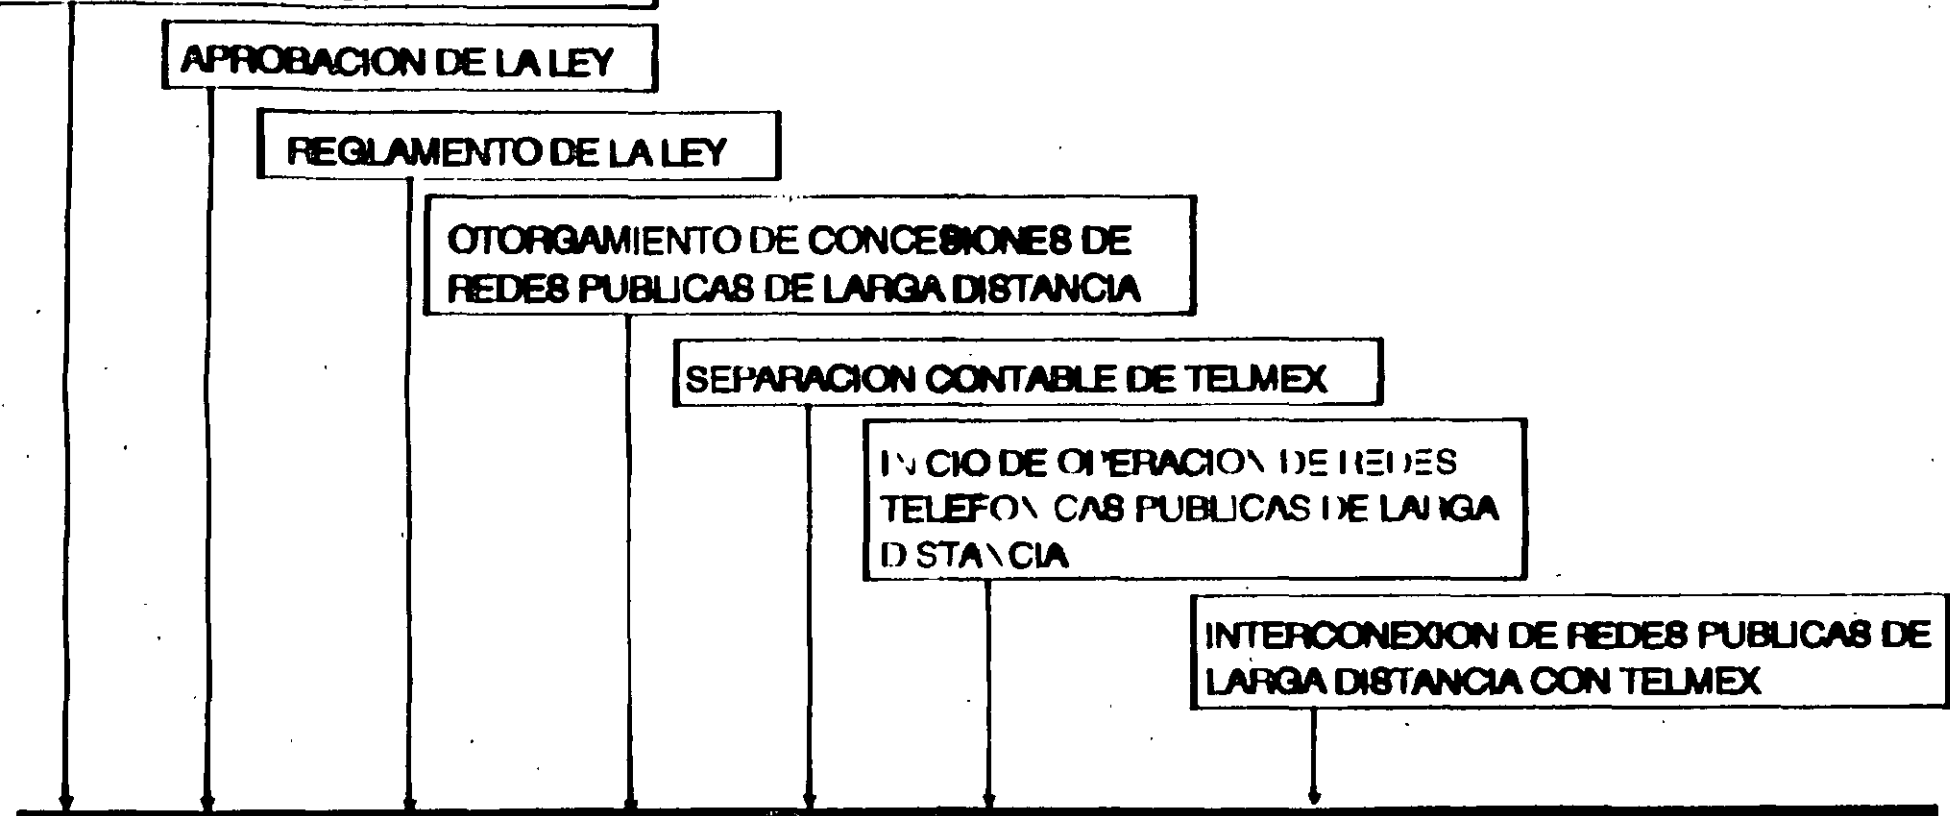 APROBACION DE LA LEY
REGLAMENTO DE LA LEY
OTORGAMIENTO DE CONCESIONES DE
REDES PUBLICAS DE LARGA DISTANCIA
SEPARACION CONTABLE DE TELMEX
INICIO DE OPERACION DE REDES
TELEFONICAS PUBLICAS DE LARGA
DISTANCIA
INTERCONEXION DE REDES PUBLICAS DE
LARGA DISTANCIA CON TELMEX